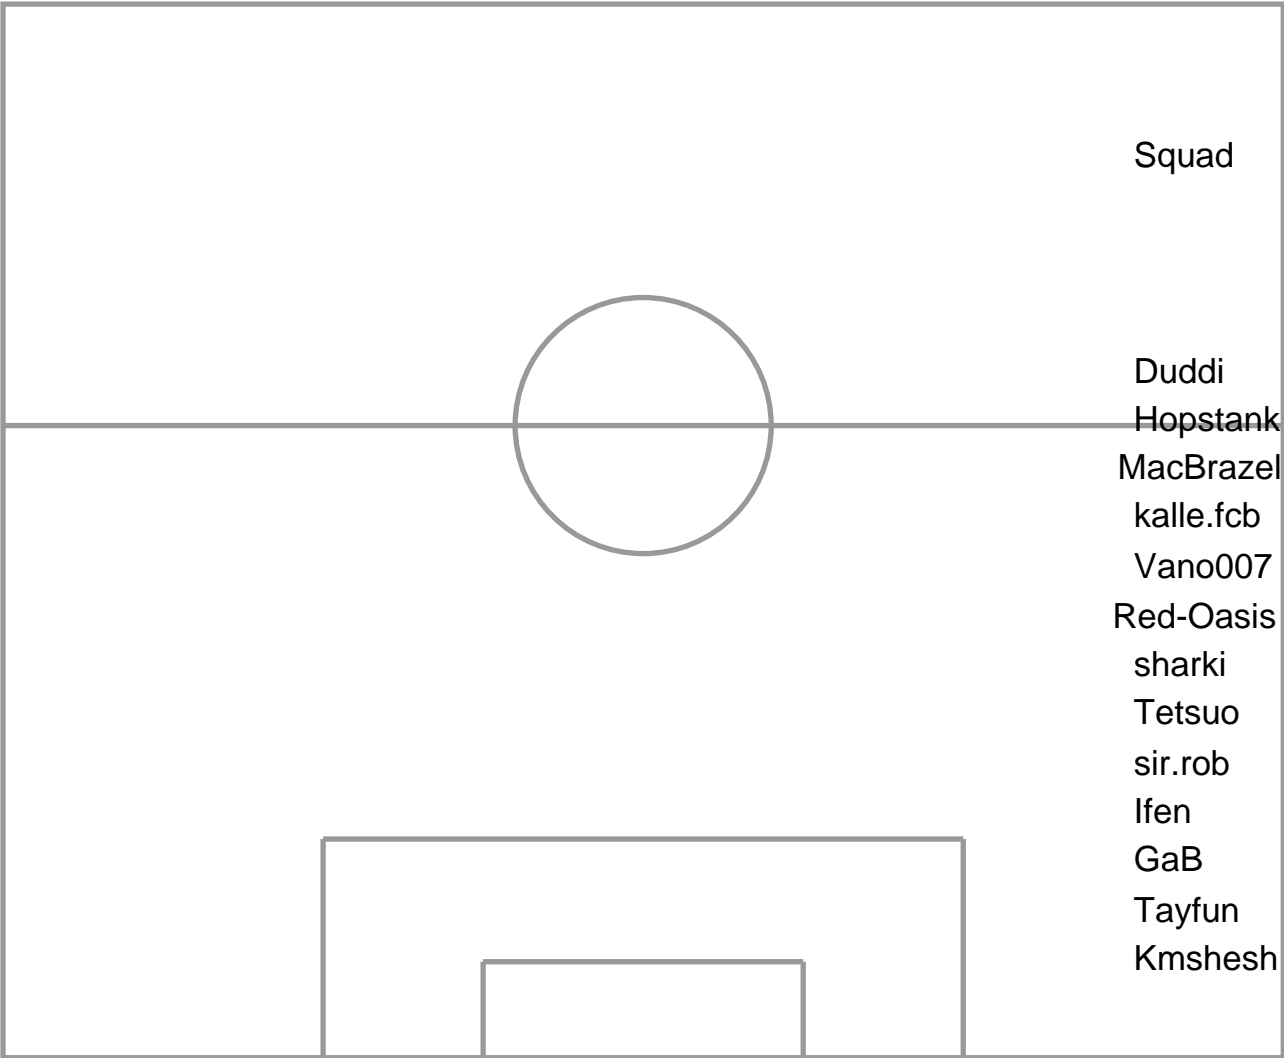 Squad
Duddi
Hopstank
MacBrazel
kalle.fcb
Vano007
Red-Oasis
sharki
Tetsuo
sir.rob
Ifen
GaB
Tayfun
Kmshesh